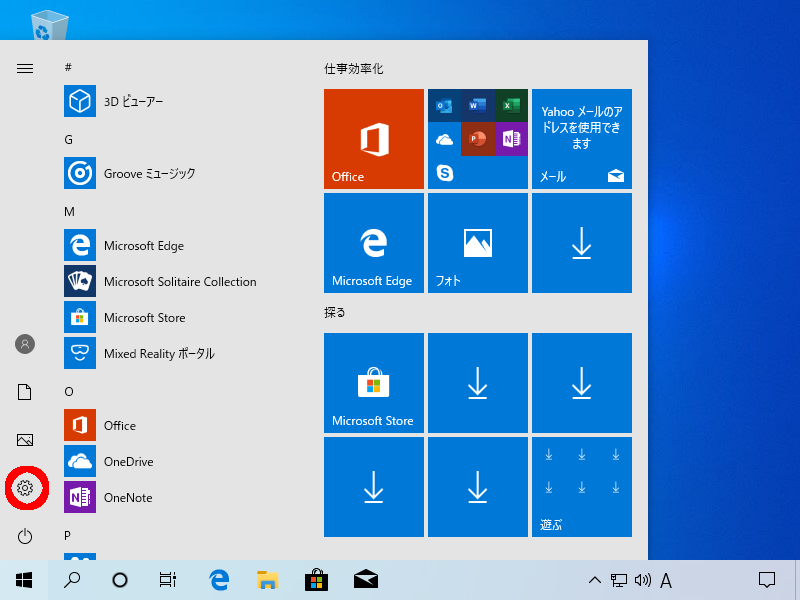 #
3D ビューアー
G
Groove ミュージック
M
Microsoft Edge
Microsoft Solitaire Collection
Microsoft Store
Mixed Reality ポータル
O
Office
OneDrive
OneNote
P
仕事効率化
Office
Yahoo メールのア
ドレスを使用でき
ます
メール
Microsoft Edge
フォト
探る
Microsoft Store
遊ぶ
A